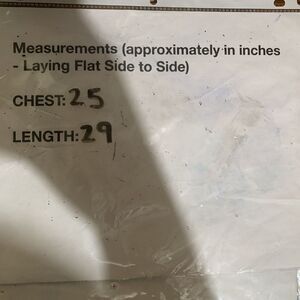 Measurements (approximately in inches
- Laying Flat Side to Side)
CHEST: 25
LENGTH: 29